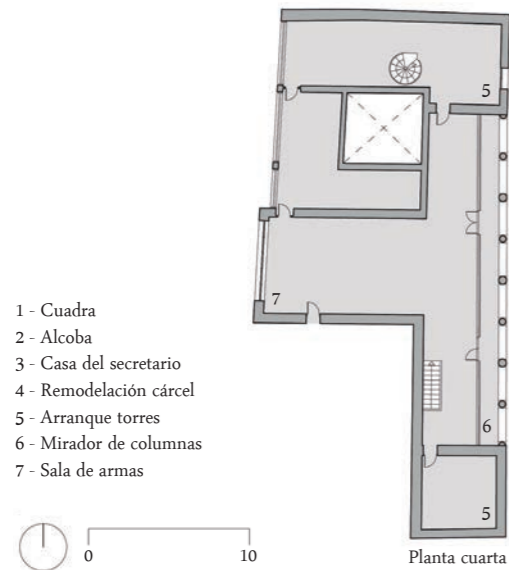 5
7
1 - Cuadra
2 - Alcoba
3 - Casa del secretario
4 - Remodelación cárcel
5 - Arranque torres
6 - Mirador de columnas
7 - Sala de armas
6
5
0 10
Planta cuarta